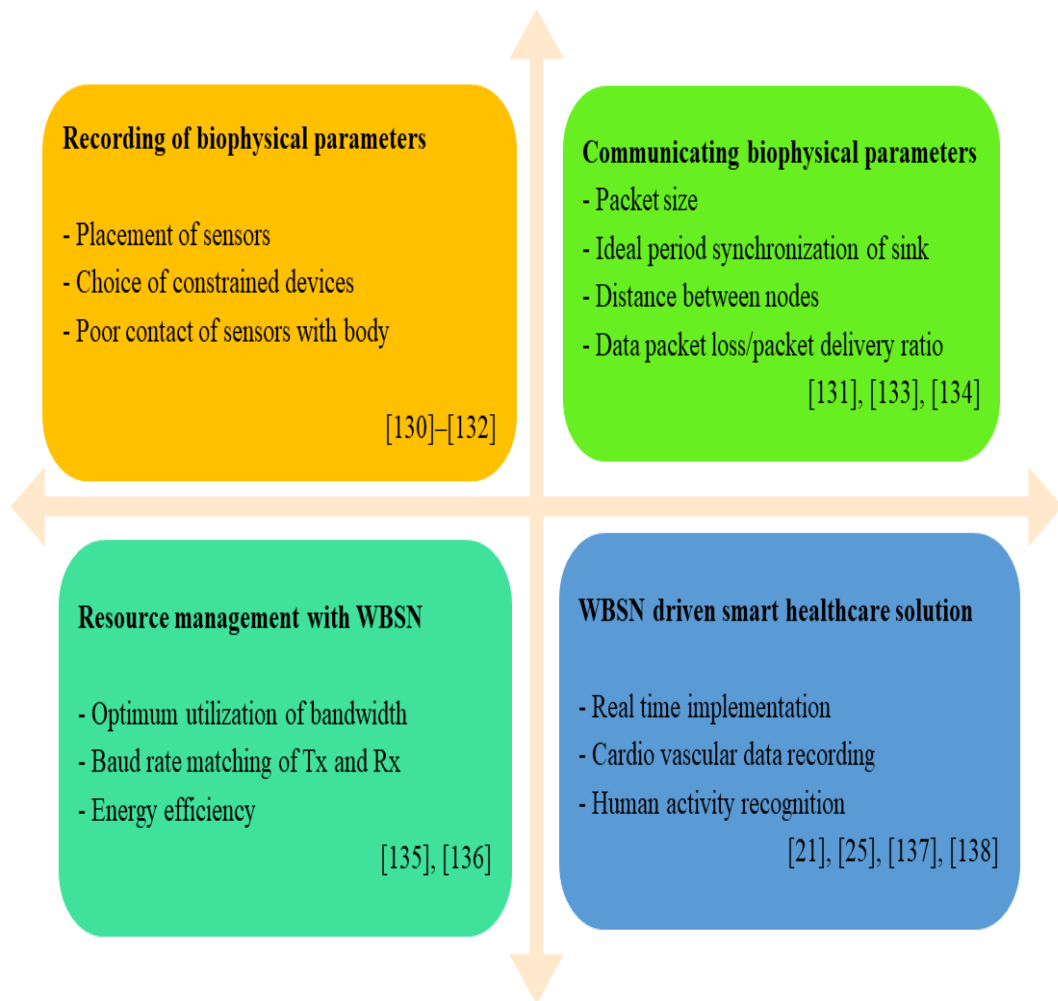 Recording of biophysical parameters
- Placement of sensors
- Choice of constrained devices
- Poor contact of sensors with body
[130]–[132]
Communicating biophysical parameters
- Packet size
- Ideal period synchronization of sink
- Distance between nodes
- Data packet loss/packet delivery ratio
[131], [133], [134]
Resource management with WBSN
- Optimum utilization of bandwidth
- Baud rate matching of Tx and Rx
- Energy efficiency
[135], [136]
WBSN driven smart healthcare solution
- Real time implementation
- Cardio vascular data recording
- Human activity recognition
[21], [25], [137], [138]